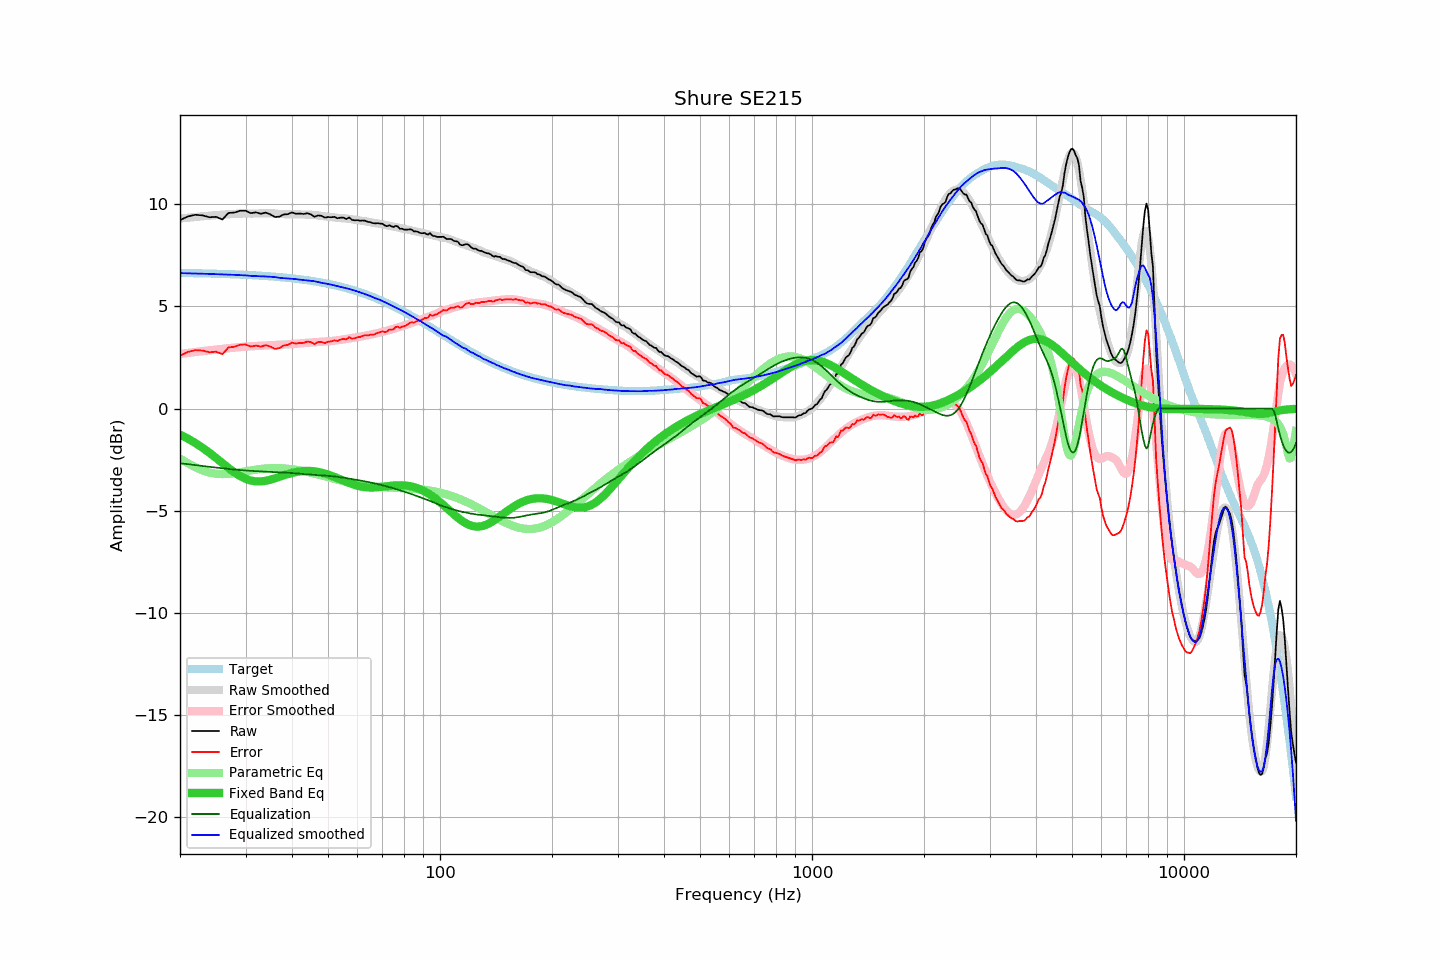 Shure SE215
Amplitude (dBr)
10
5
0
−5
−10
−15
−20
Target
Raw Smoothed
Error Smoothed
Raw
Error
Parametric Eq
Fixed Band Eq
Equalization
Equalized smoothed
100
1000
10000
Frequency (Hz)